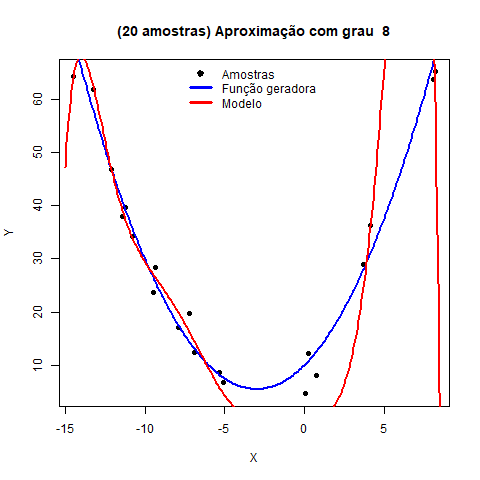 (20 amostras) Aproximação com grau  8
Amostras
Função geradora
Modelo
Y
60
50
40
30
20
10
-15 -10 -5 0 5
X